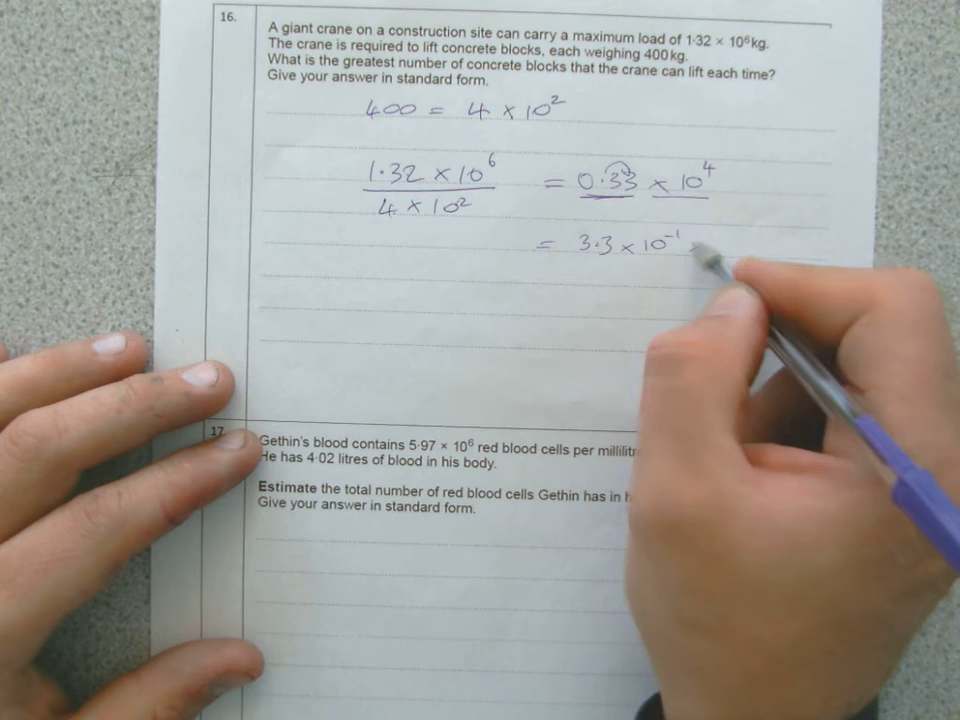 16.
A giant crane on a construction site can carry a maximum load of 1·32 × 10⁶ kg.
The crane is required to lift concrete blocks, each weighing 400 kg.
What is the greatest number of concrete blocks that the crane can lift each time?
Give your answer in standard form.
400 = 4 × 10²
1.32 × 10⁶ = 0.33 × 10⁴
4 × 10²
= 3.3 × 10⁻¹
17
Gethin's blood contains 5·97 × 10⁶ red blood cells per
He has 4·02 litres of blood in his body.
Estimate the total number of red blood cells Gethin has in
Give your answer in standard form.